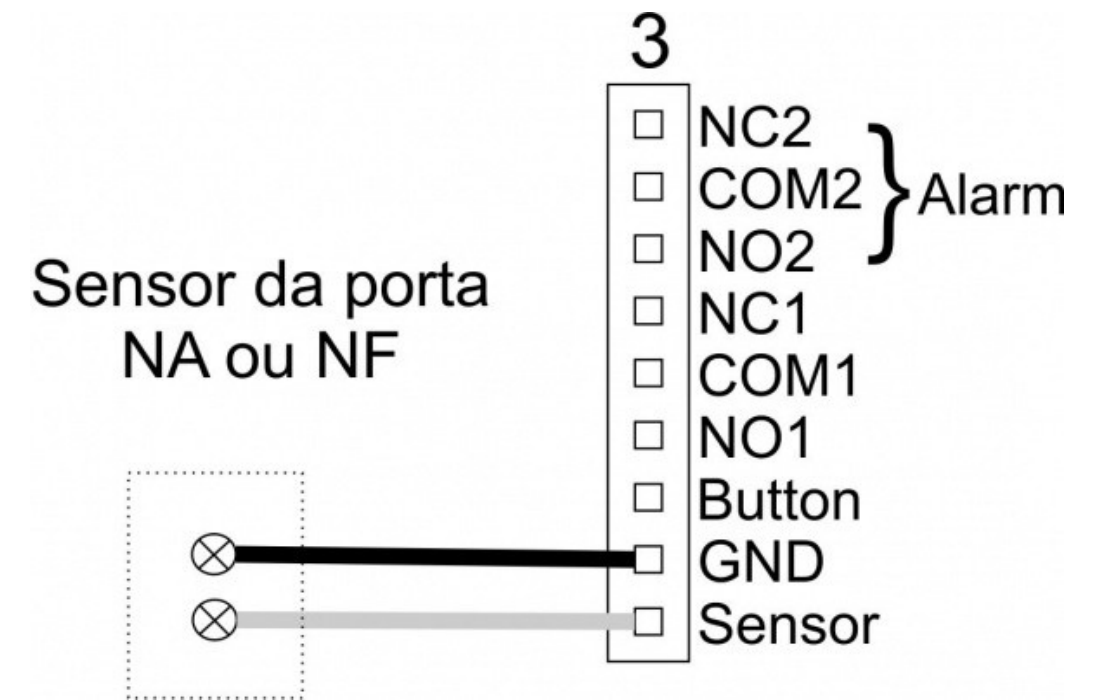 3
NC2
COM2
Alarm
NO2
Sensor da porta
NA ou NF
NC1
COM1
NO1
Button
GND
Sensor